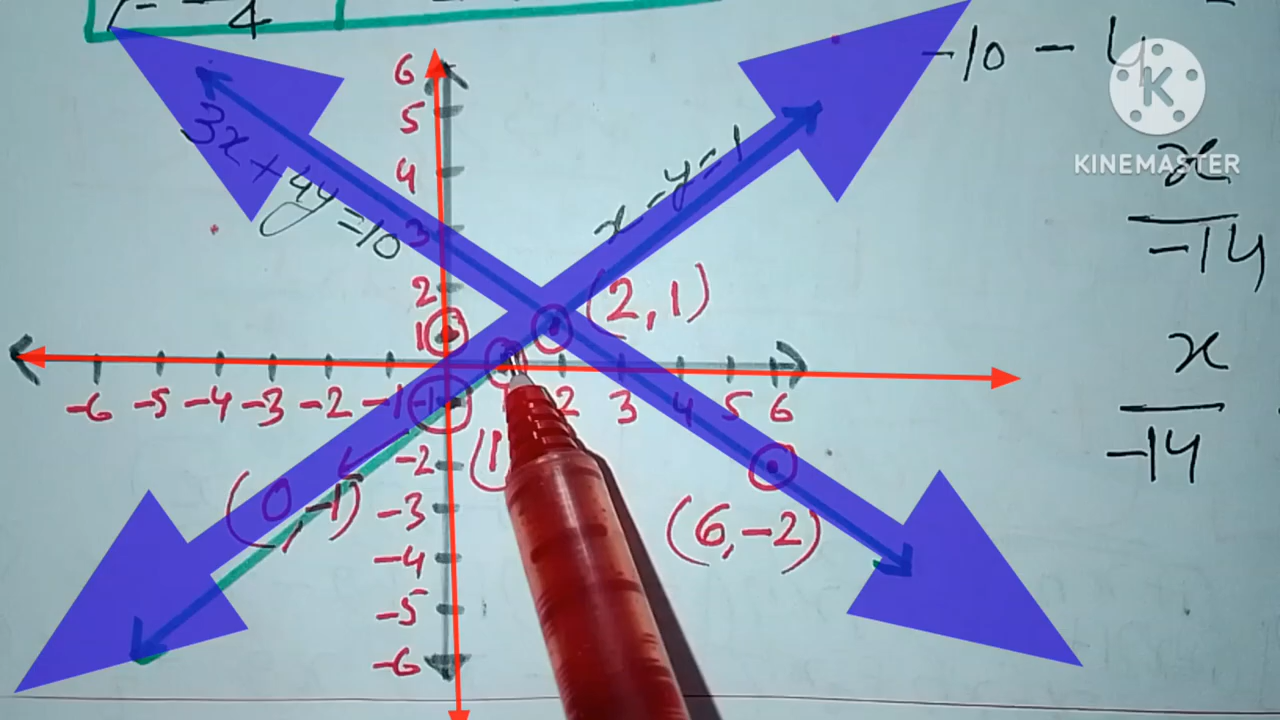 4
-10 - 4
K
KINEMASTER
x
-14
x
-14
3x + 4y = 10
x - y = 1
6
5
4
3
2
1
-6 -5 -4 -3 -2 -1 2 3 4 5 6
-1
-2
-3
-4
-5
-6
(2, 1)
(1
(0, -1)
(6, -2)